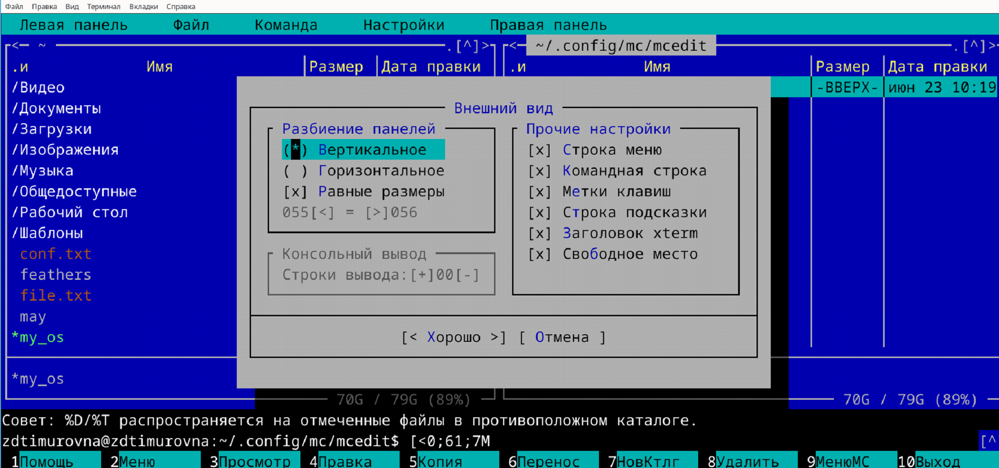 Файл Правка Вид Терминал Вкладки Справка
Левая панель Файл Команда Настройки Правая панель
<─ ~ .[^]> <─ ~/.config/mc/mcedit .[^]>
.и Имя Размер Дата правки .и Имя Размер Дата правки
/Видео -ВВЕРХ- июн 23 10:19
/Документы
/Загрузки
/Изображения
/Музыка
/Общедоступные
/Рабочий стол
/Шаблоны
conf.txt
feathers
file.txt
may
*my_os
*my_os
Внешний вид
Разбиение панелей
(*) Вертикальное
( ) Горизонтальное
[x] Равные размеры
055[<] = [>]056
Консольный вывод
Строки вывода:[+]00[-]
Прочие настройки
[x] Строка меню
[x] Командная строка
[x] Метки клавиш
[x] Строка подсказки
[x] Заголовок xterm
[x] Свободное место
[< Хорошо >] [ Отмена ]
70G / 79G (89%) 70G / 79G (89%)
Совет: %D/%T распространяется на отмеченные файлы в противоположном каталоге.
zdtimurovna@zdtimurovna:~/.config/mc/mcedit$ [<0;61;7M [^
1Помощь 2Меню 3Просмотр 4Правка 5Копия 6Перенос 7НовКтлг 8Удалить 9МенюМС 10Выход